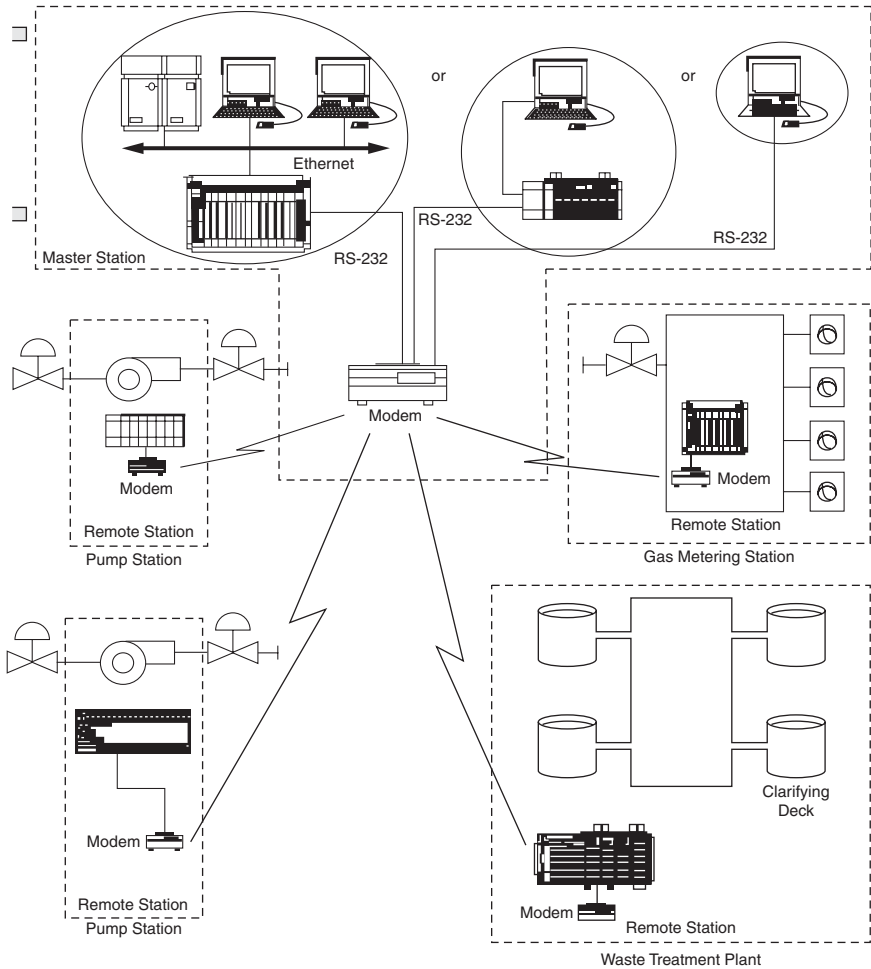 or
or
Ethernet
RS-232
RS-232
RS-232
Master Station
Modem
Modem
Remote Station
Pump Station
Modem
Remote Station
Gas Metering Station
Clarifying
Deck
Modem
Remote Station
Pump Station
Modem
Remote Station
Waste Treatment Plant